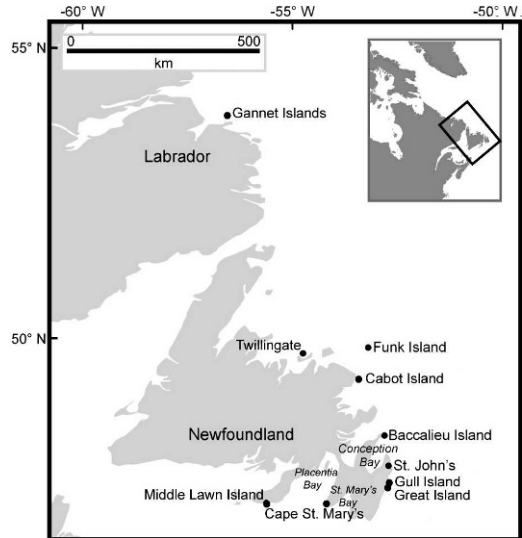 -60° W
-55° W
-50° W
55° N
0
500
km
Gannet Islands
Labrador
50° N
Twillingate
Funk Island
Cabot Island
Newfoundland
Baccalieu Island
Conception
Bay
St. John's
Placentia
Bay
St. Mary's
Bay
Gull Island
Great Island
Middle Lawn Island
Cape St. Mary's